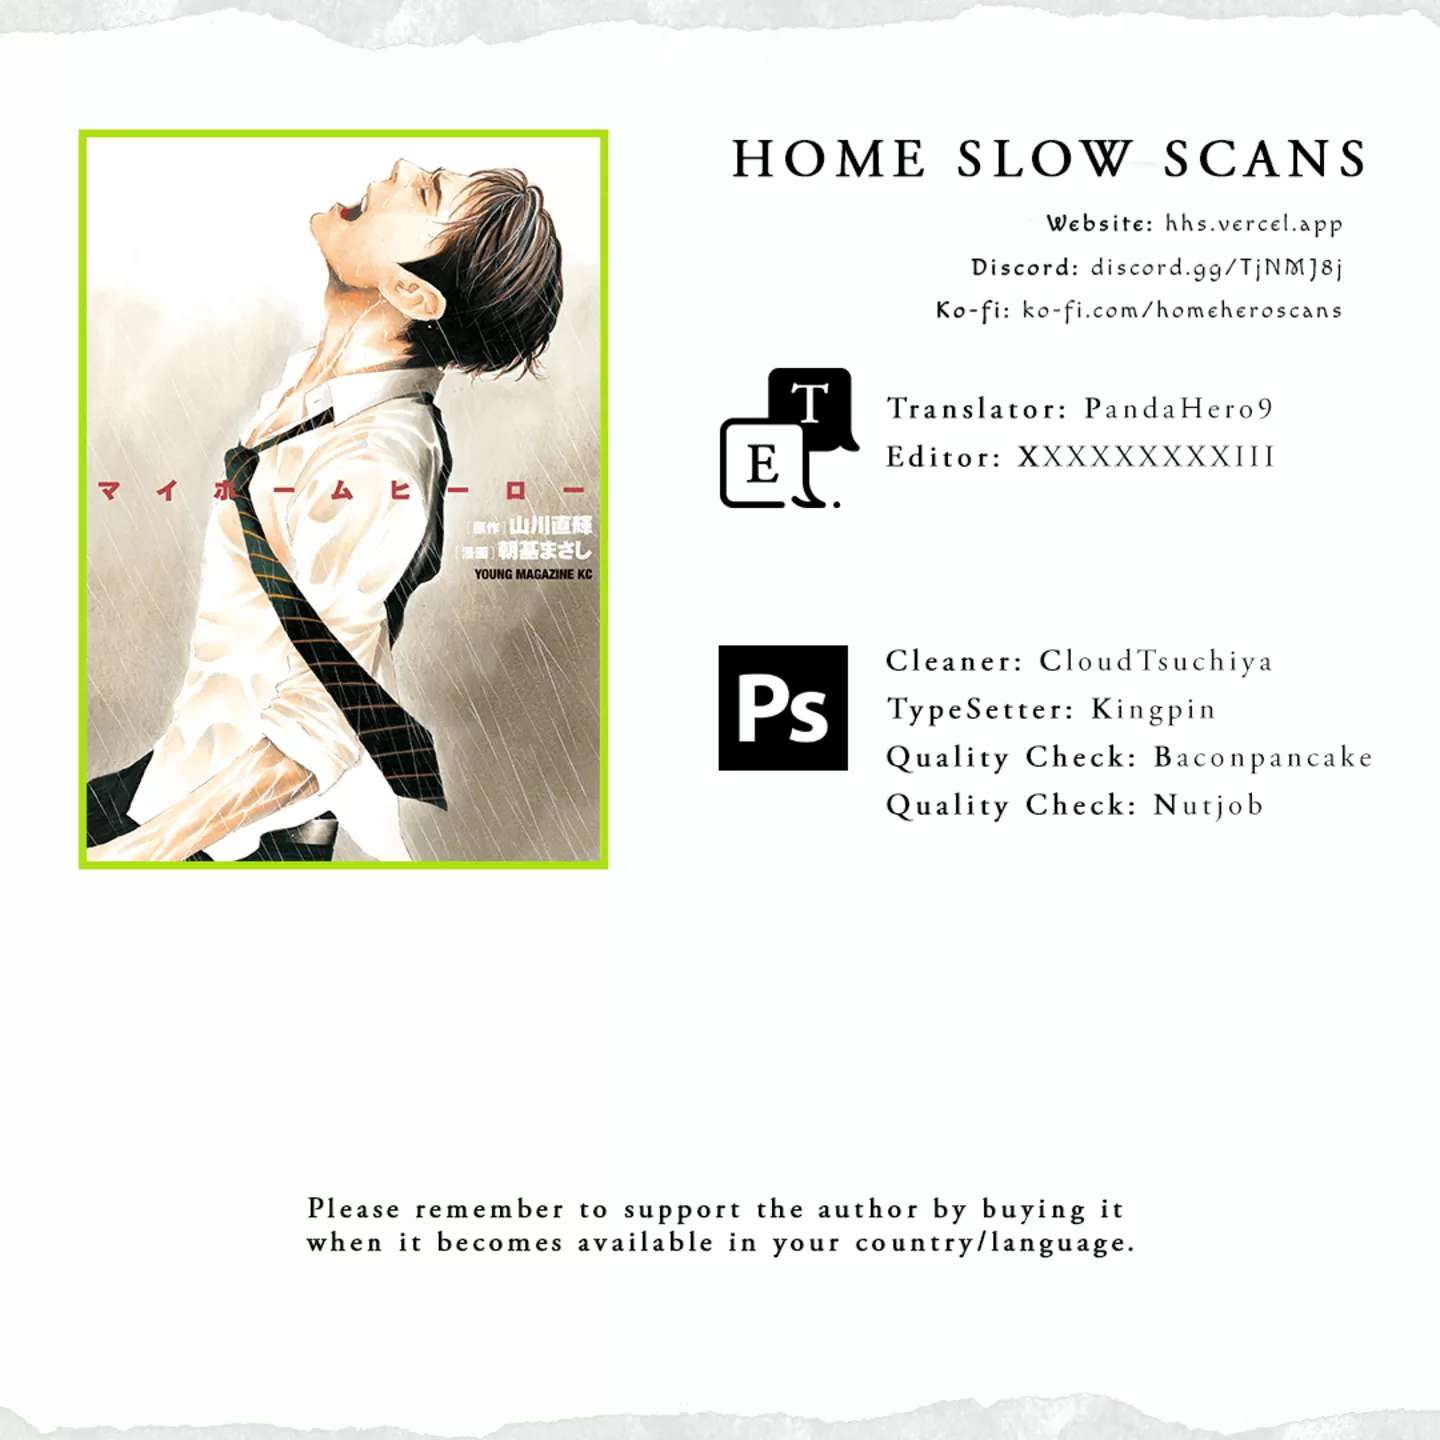 マイホームヒーロー
[原作] 山川直輝
[漫画] 朝基まさし
YOUNG MAGAZINE KC
HOME SLOW SCANS
Website: hhs.vercel.app
Discord: discord.gg/TjNMJ8j
Ko-fi: ko-fi.com/homeheroscans
T
E
Translator: PandaHero9
Editor: XXXXXXXXXXIII
Ps
Cleaner: CloudTsuchiya
TypeSetter: Kingpin
Quality Check: Baconpancake
Quality Check: Nutjob
Please remember to support the author by buying it
when it becomes available in your country/language.